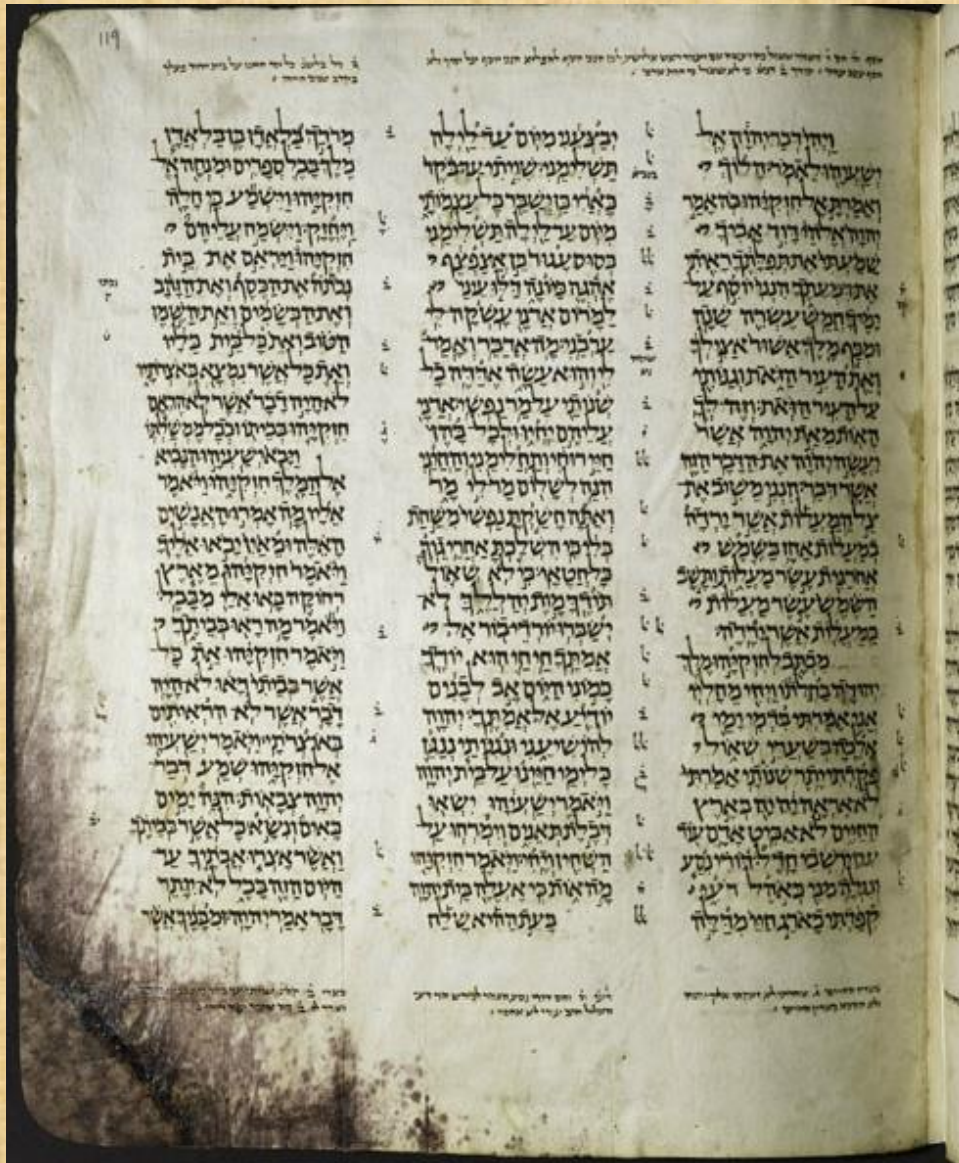 119
ויהי דבר יהוה אל
ישעיהו לאמר הלוך
ואמרת אל חזקיהו כה אמר
יהוה אלהי דוד אביך
שמעתי את תפלתך ראיתי
את דמעתך הנני יוסף על
ימיך חמש עשרה שנה
ומכף מלך אשור אצילך
ואת העיר הזאת וגנותי
על העיר הזאת וזה לך
האות מאת יהוה אשר
יעשה יהוה את הדבר הזה
אשר דבר הנני משיב את
צל המעלות אשר ירדה
במעלות אחז בשמש
אחרנית עשר מעלות ותשב
השמש עשר מעלות
במעלות אשר ירדה
מכתב לחזקיהו מלך
יהודה בחלתו ויחי מחליו
אני אמרתי בדמי ימי
אלכה בשערי שאול
פקדתי יתר שנותי אמרתי
לא אראה יה יה בארץ
החיים לא אביט אדם עוד
עם יושבי חדל דורי נסע
ונגלה מני כאהל רעי
קפדתי כארג חיי מדלה
יבצעני מיום עד לילה
תשלימני שויתי עד בקר
כארי כן ישבר כל עצמותי
מיום עד לילה תשלימני
כסוס עגור כן אצפצף
אהגה כיונה דלו עיני
למרום אדני עשקה לי
ערבני מה אדבר ואמר
לי והוא עשה אדדה כל
שנותי על מר נפשי אדני
עליהם יחיו ולכל בהן
חיי רוחי ותחלימני והחיני
הנה לשלום מר לי מר
ואתה חשקת נפשי משחת
בלי כי השלכת אחרי גוך
כל חטאי כי לא שאול
תודך מות יהללך לא
ישברו יורדי בור אל
אמתך חי חי הוא יודך
כמוני היום אב לבנים
יודיע אל אמתך יהוה
להושיעני ונגנותי ננגן
כל ימי חיינו על בית יהוה
ויאמר ישעיהו ישאו
דבלת תאנים וימרחו על
השחין ויחי ויאמר חזקיהו
מה אות כי אעלה בית יהוה
בעת ההיא שלח
מרדך בלאדן בן בלאדן
מלך בבל ספרים ומנחה אל
חזקיהו וישמע כי חלה
ויחזק וישמח עליהם
חזקיהו ויראם את בית
נכתה את הכסף ואת הזהב
ואת הבשמים ואת השמן
הטוב ואת כל בית כליו
ואת כל אשר נמצא באצרתיו
לא היה דבר אשר לא הראם
חזקיהו בביתו ובכל ממשלתו
ויבא ישעיהו הנביא
אל המלך חזקיהו ויאמר
אליו מה אמרו האנשים
האלה ומאין יבאו אליך
ויאמר חזקיהו מארץ
רחוקה באו אלי מבבל
ויאמר מה ראו בביתך
ויאמר חזקיהו את כל
אשר בביתי ראו לא היה
דבר אשר לא הראיתים
באוצרתי ויאמר ישעיהו
אל חזקיהו שמע דבר
יהוה צבאות הנה ימים
באים ונשא כל אשר בביתך
ואשר אצרו אבתיך עד
היום הזה בבל לא יותר
דבר אמר יהוה ומבניך אשר